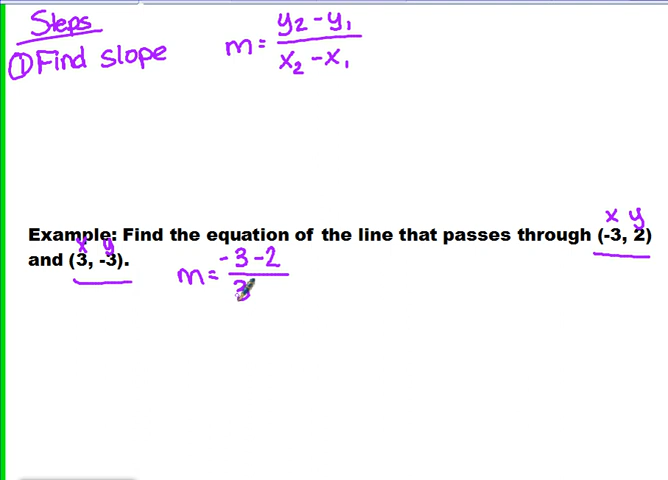 Steps
① Find slope
m = y₂ - y₁
x₂ - x₁
x y
Example: Find the equation of the line that passes through (-3, 2)
x y
and (3, -3).
m = -3 - 2
3